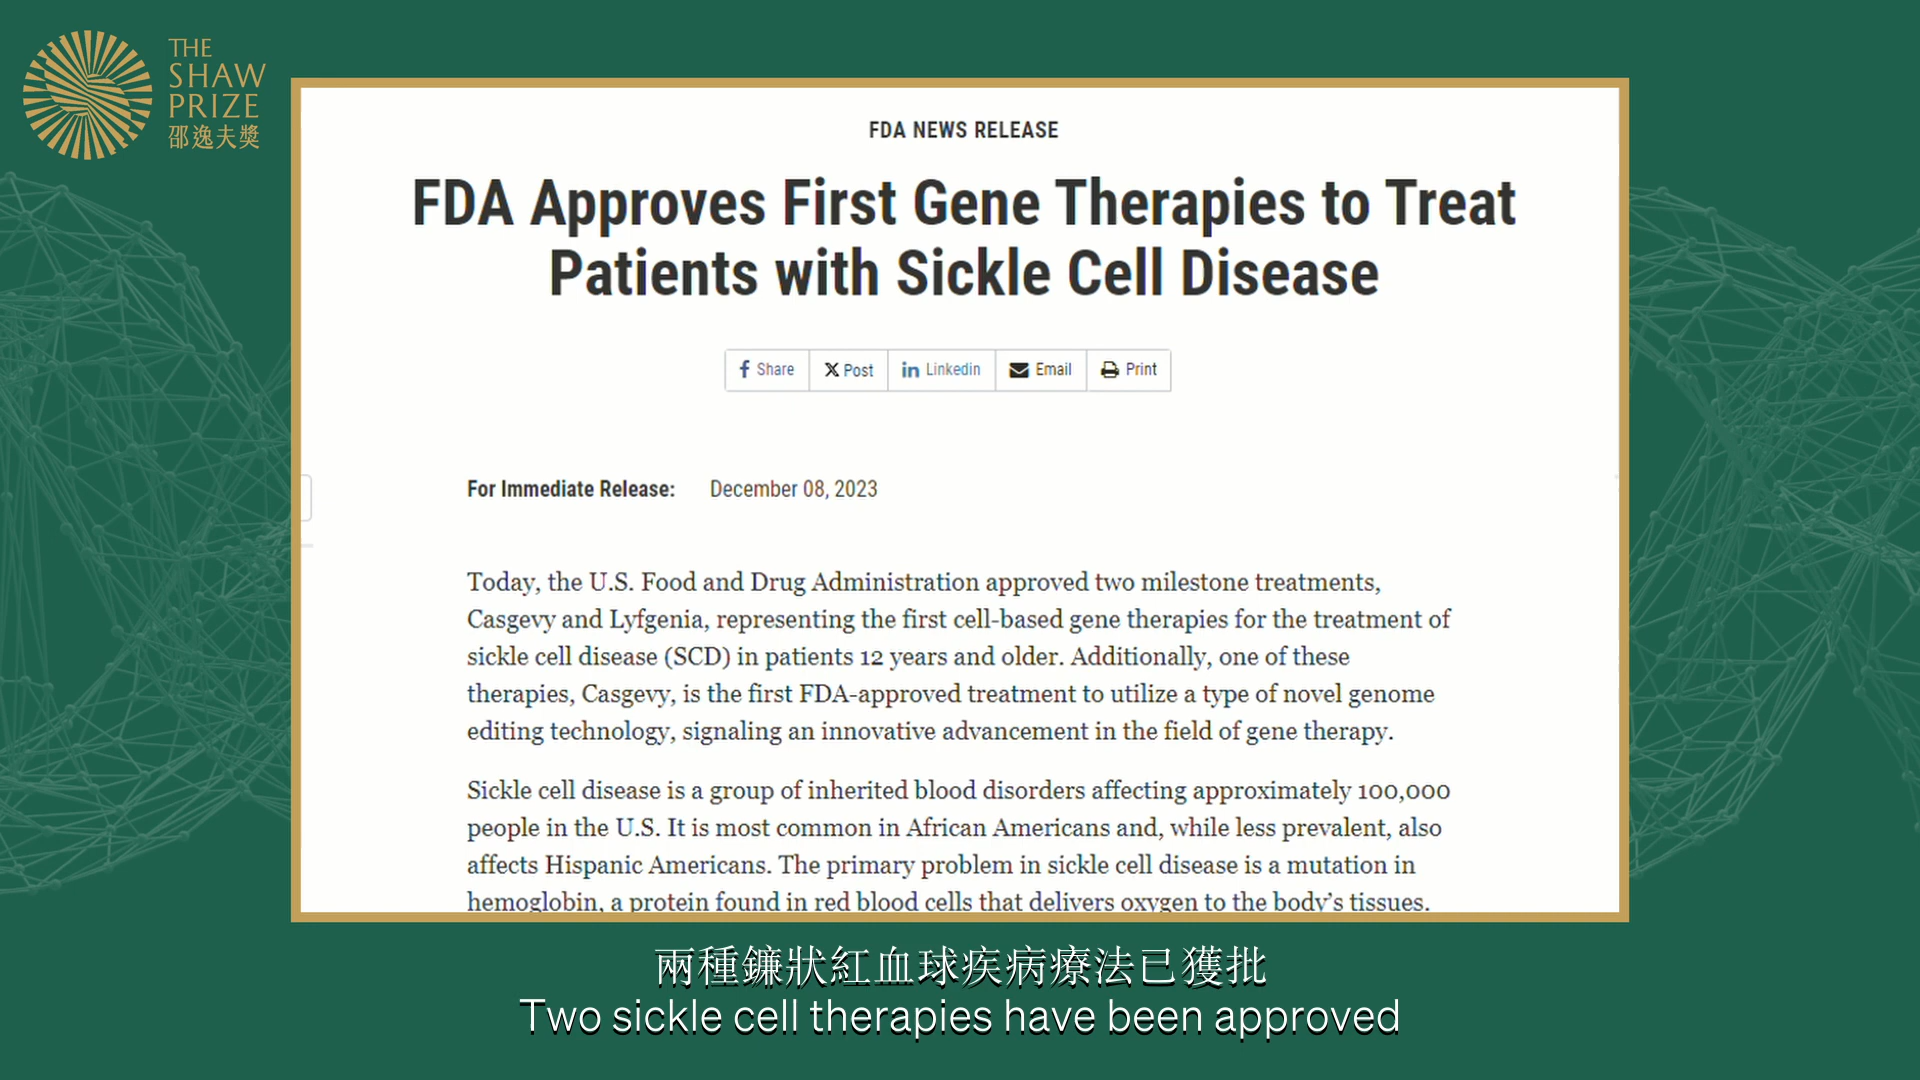 THE
SHAW
PRIZE
邵逸夫獎
FDA NEWS RELEASE
FDA Approves First Gene Therapies to Treat
Patients with Sickle Cell Disease
Share Post Linkedin Email Print
For Immediate Release: December 08, 2023
Today, the U.S. Food and Drug Administration approved two milestone treatments,
Casgevy and Lyfgenia, representing the first cell-based gene therapies for the treatment of
sickle cell disease (SCD) in patients 12 years and older. Additionally, one of these
therapies, Casgevy, is the first FDA-approved treatment to utilize a type of novel genome
editing technology, signaling an innovative advancement in the field of gene therapy.
Sickle cell disease is a group of inherited blood disorders affecting approximately 100,000
people in the U.S. It is most common in African Americans and, while less prevalent, also
affects Hispanic Americans. The primary problem in sickle cell disease is a mutation in
hemoglobin, a protein found in red blood cells that delivers oxygen to the body’s tissues.
兩種鐮狀紅血球疾病療法已獲批
Two sickle cell therapies have been approved